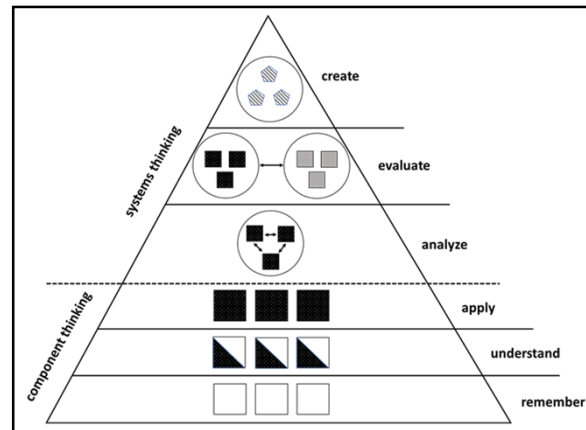 create
evaluate
systems thinking
analyze
apply
component thinking
understand
remember